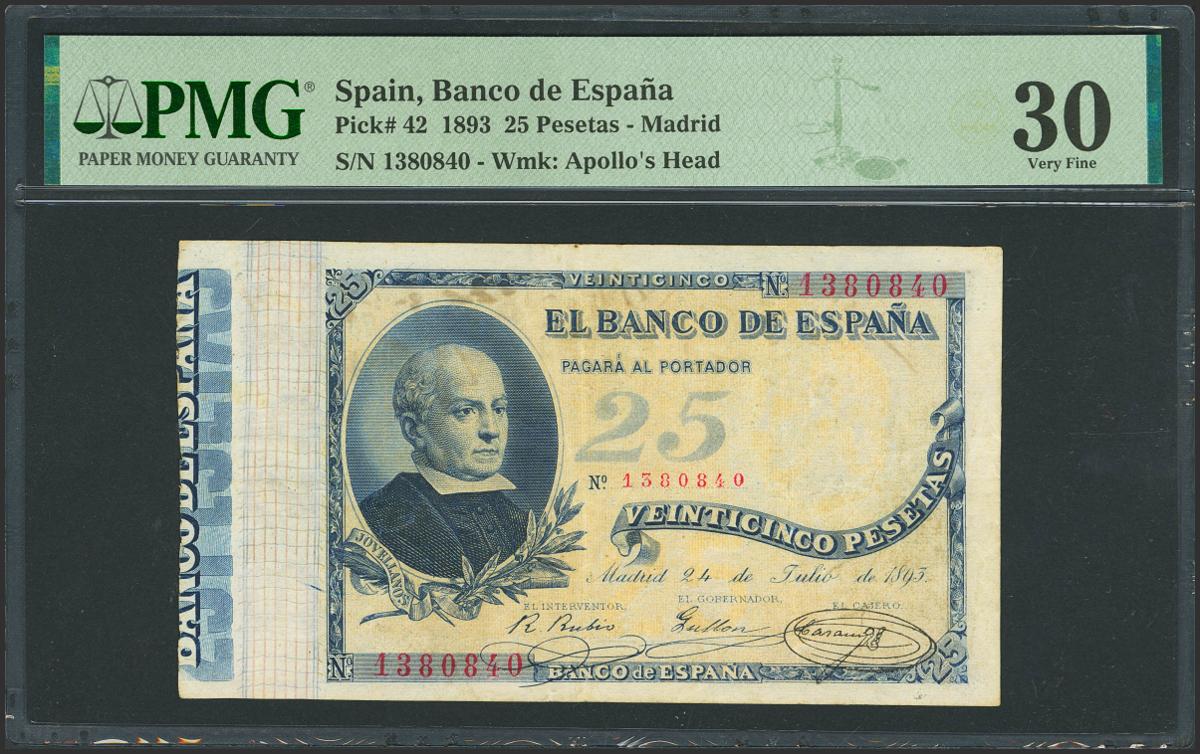 PMG®
PAPER MONEY GUARANTY
Spain, Banco de España
Pick# 42 1893 25 Pesetas - Madrid
S/N 1380840 - Wmk: Apollo's Head
30
Very Fine
BANCO DE ESPAÑA
25
VEINTICINCO
Nº 1380840
EL BANCO DE ESPAÑA
PAGARÁ AL PORTADOR
25
Nº 1380840
VEINTICINCO PESETAS
JOVELLANOS
Madrid 24 de Julio de 1893.
EL INTERVENTOR,
EL GOBERNADOR,
EL CAJERO.
R. Rubio
Gullon
Nº 1380840
BANCO de ESPAÑA
25